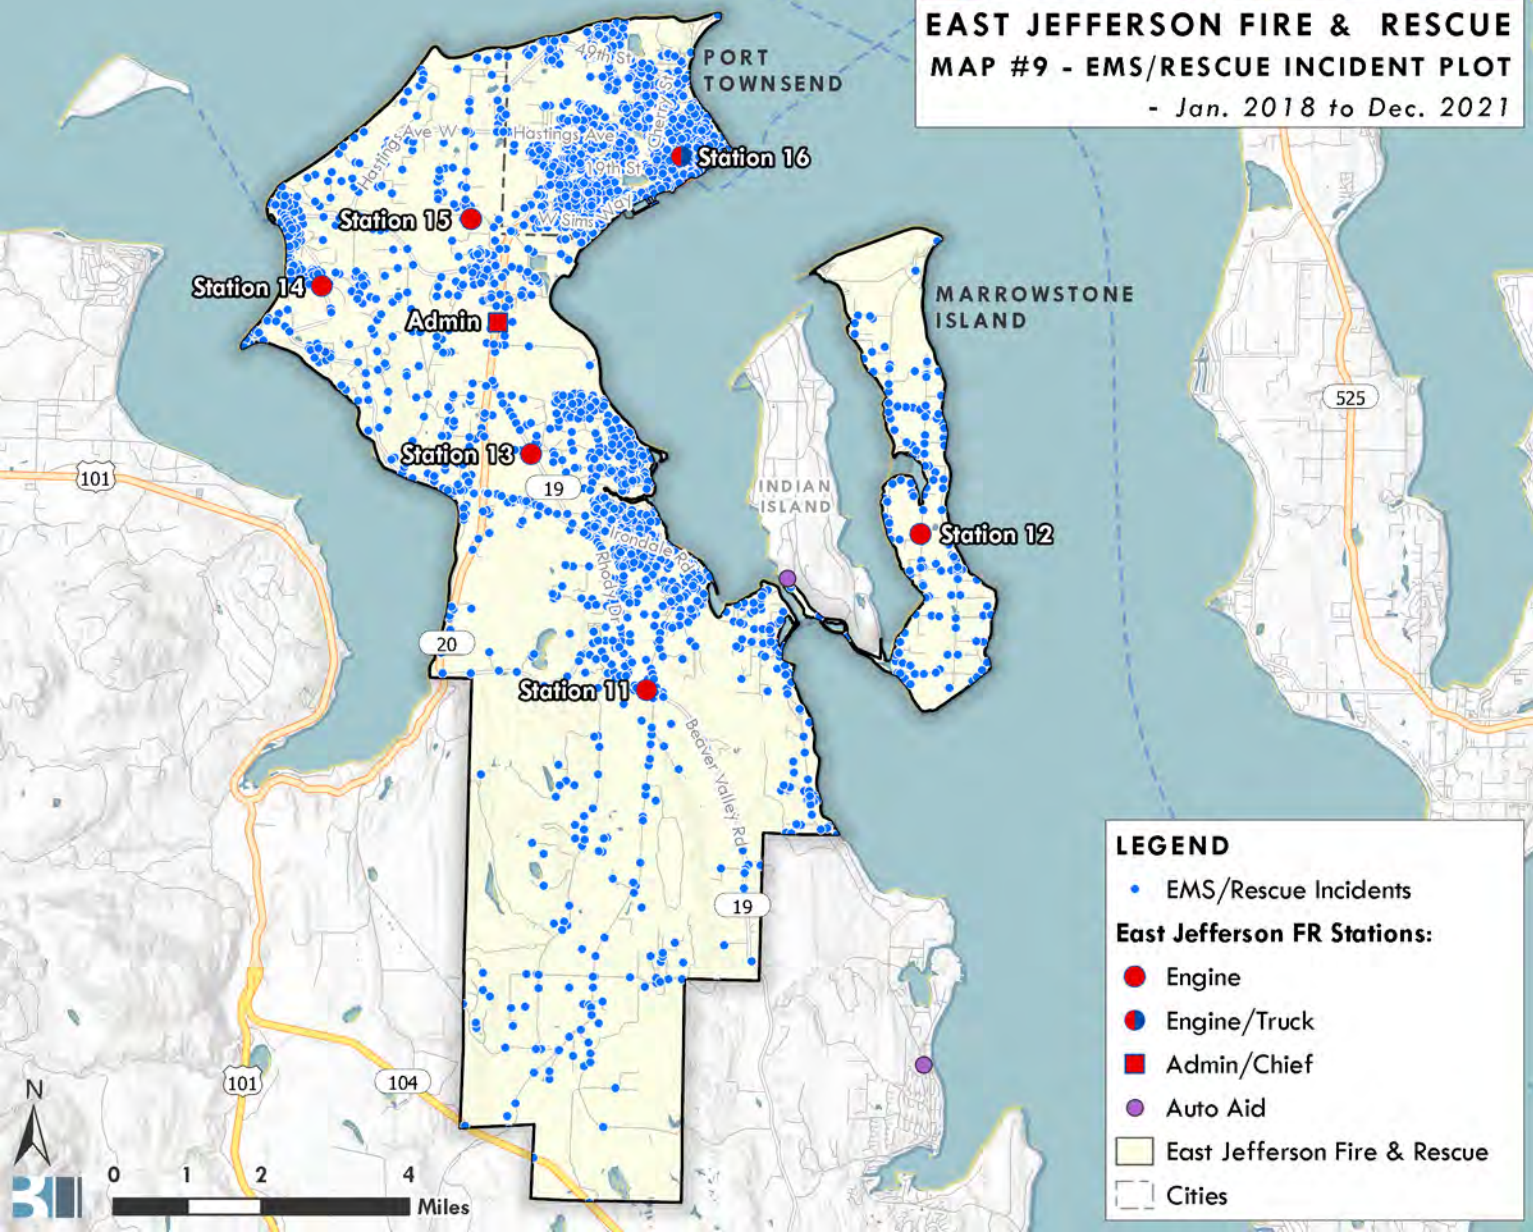 EAST JEFFERSON FIRE & RESCUE
MAP #9 - EMS/RESCUE INCIDENT PLOT
- Jan. 2018 to Dec. 2021
PORT
TOWNSEND
49th St
Cherry St
Hastings Ave W
Hastings Ave
19th St
Station 16
W Sims Way
Station 15
Station 14
Admin
MARROWSTONE
ISLAND
525
Station 13
19
101
INDIAN
ISLAND
Irondale Rd
Rhody Dr
Station 12
20
Station 11
Beaver Valley Rd
19
101
104
N
0 1 2 4
Miles
LEGEND
EMS/Rescue Incidents
East Jefferson FR Stations:
Engine
Engine/Truck
Admin/Chief
Auto Aid
East Jefferson Fire & Rescue
Cities